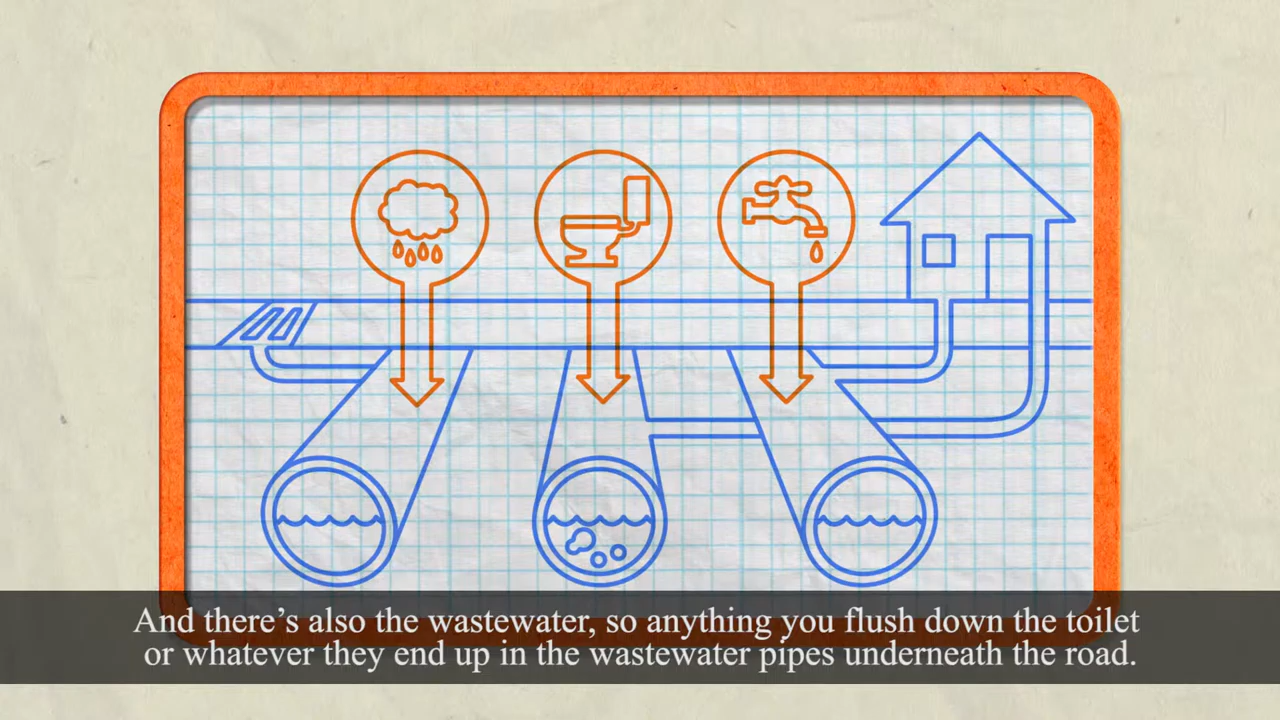 And there’s also the wastewater, so anything you flush down the toilet
or whatever they end up in the wastewater pipes underneath the road.